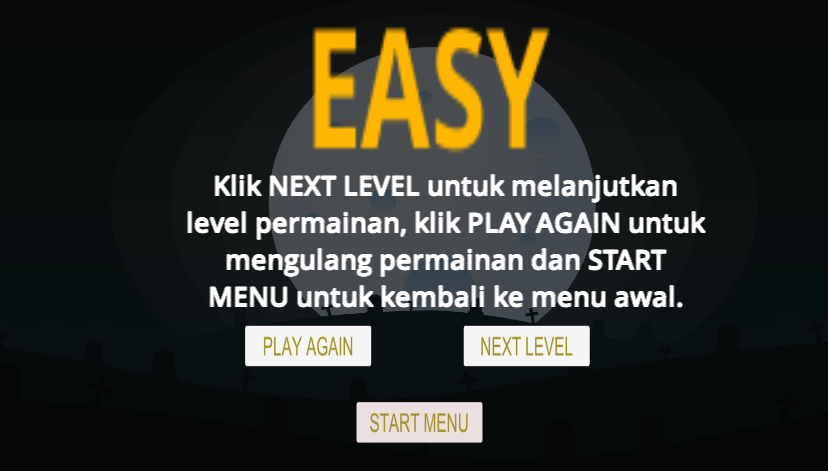 EASY
Klik NEXT LEVEL untuk melanjutkan
level permainan, klik PLAY AGAIN untuk
mengulang permainan dan START
MENU untuk kembali ke menu awal.
PLAY AGAIN
NEXT LEVEL
START MENU